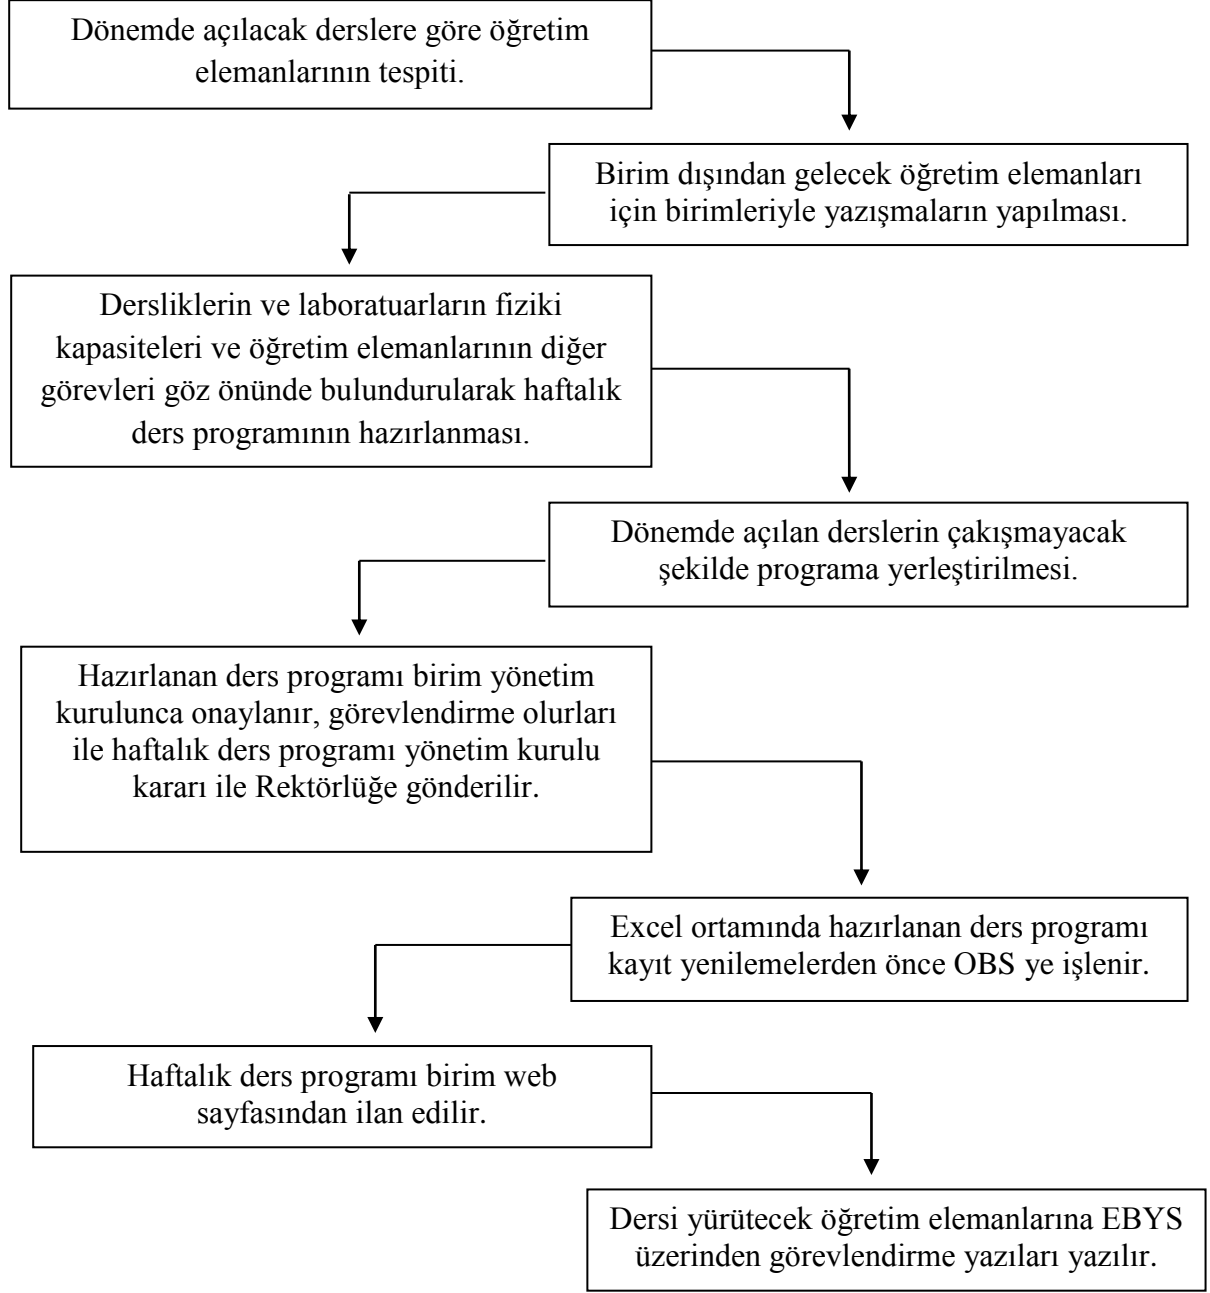 Dönemde açılacak derslere göre öğretim
elemanlarının tespiti.
Birim dışından gelecek öğretim elemanları
için birimleriyle yazışmaların yapılması.
Dersliklerin ve laboratuarların fiziki
kapasiteleri ve öğretim elemanlarının diğer
görevleri göz önünde bulundurularak haftalık
ders programının hazırlanması.
Dönemde açılan derslerin çakışmayacak
şekilde programa yerleştirilmesi.
Hazırlanan ders programı birim yönetim
kurulunca onaylanır, görevlendirme olurları
ile haftalık ders programı yönetim kurulu
kararı ile Rektörlüğe gönderilir.
Excel ortamında hazırlanan ders programı
kayıt yenilemelerden önce OBS ye işlenir.
Haftalık ders programı birim web
sayfasından ilan edilir.
Dersi yürütecek öğretim elemanlarına EBYS
üzerinden görevlendirme yazıları yazılır.